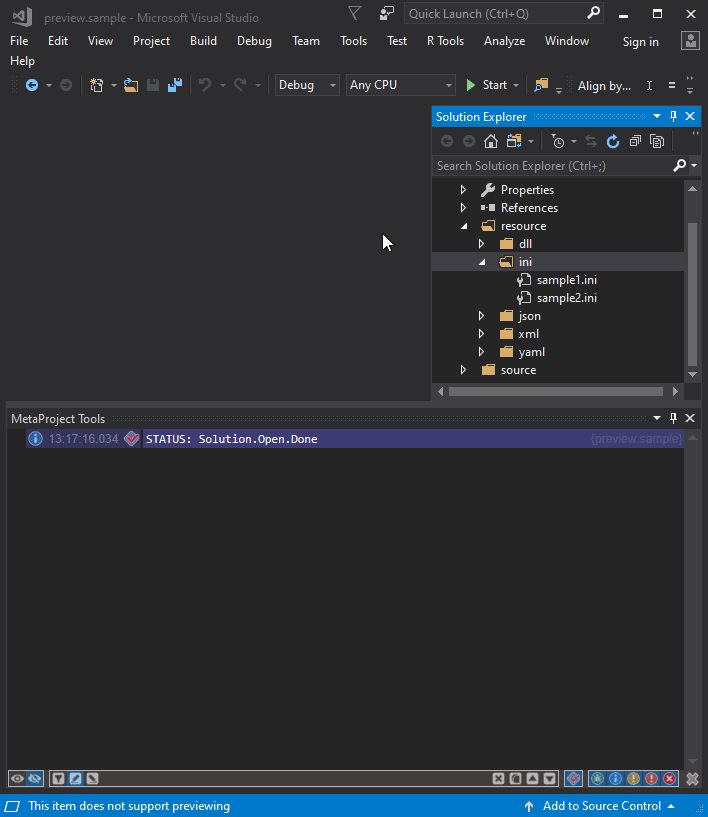 preview.sample - Microsoft Visual Studio
Quick Launch (Ctrl+Q)
File Edit View Project Build Debug Team Tools Test R Tools Analyze Window Sign in
Help
Debug Any CPU Start Align by...
Solution Explorer
Search Solution Explorer (Ctrl+;)
Properties
References
resource
dll
ini
sample1.ini
sample2.ini
json
xml
yaml
source
MetaProject Tools
13:17:16.034 STATUS: Solution.Open.Done {preview.sample}
This item does not support previewing Add to Source Control